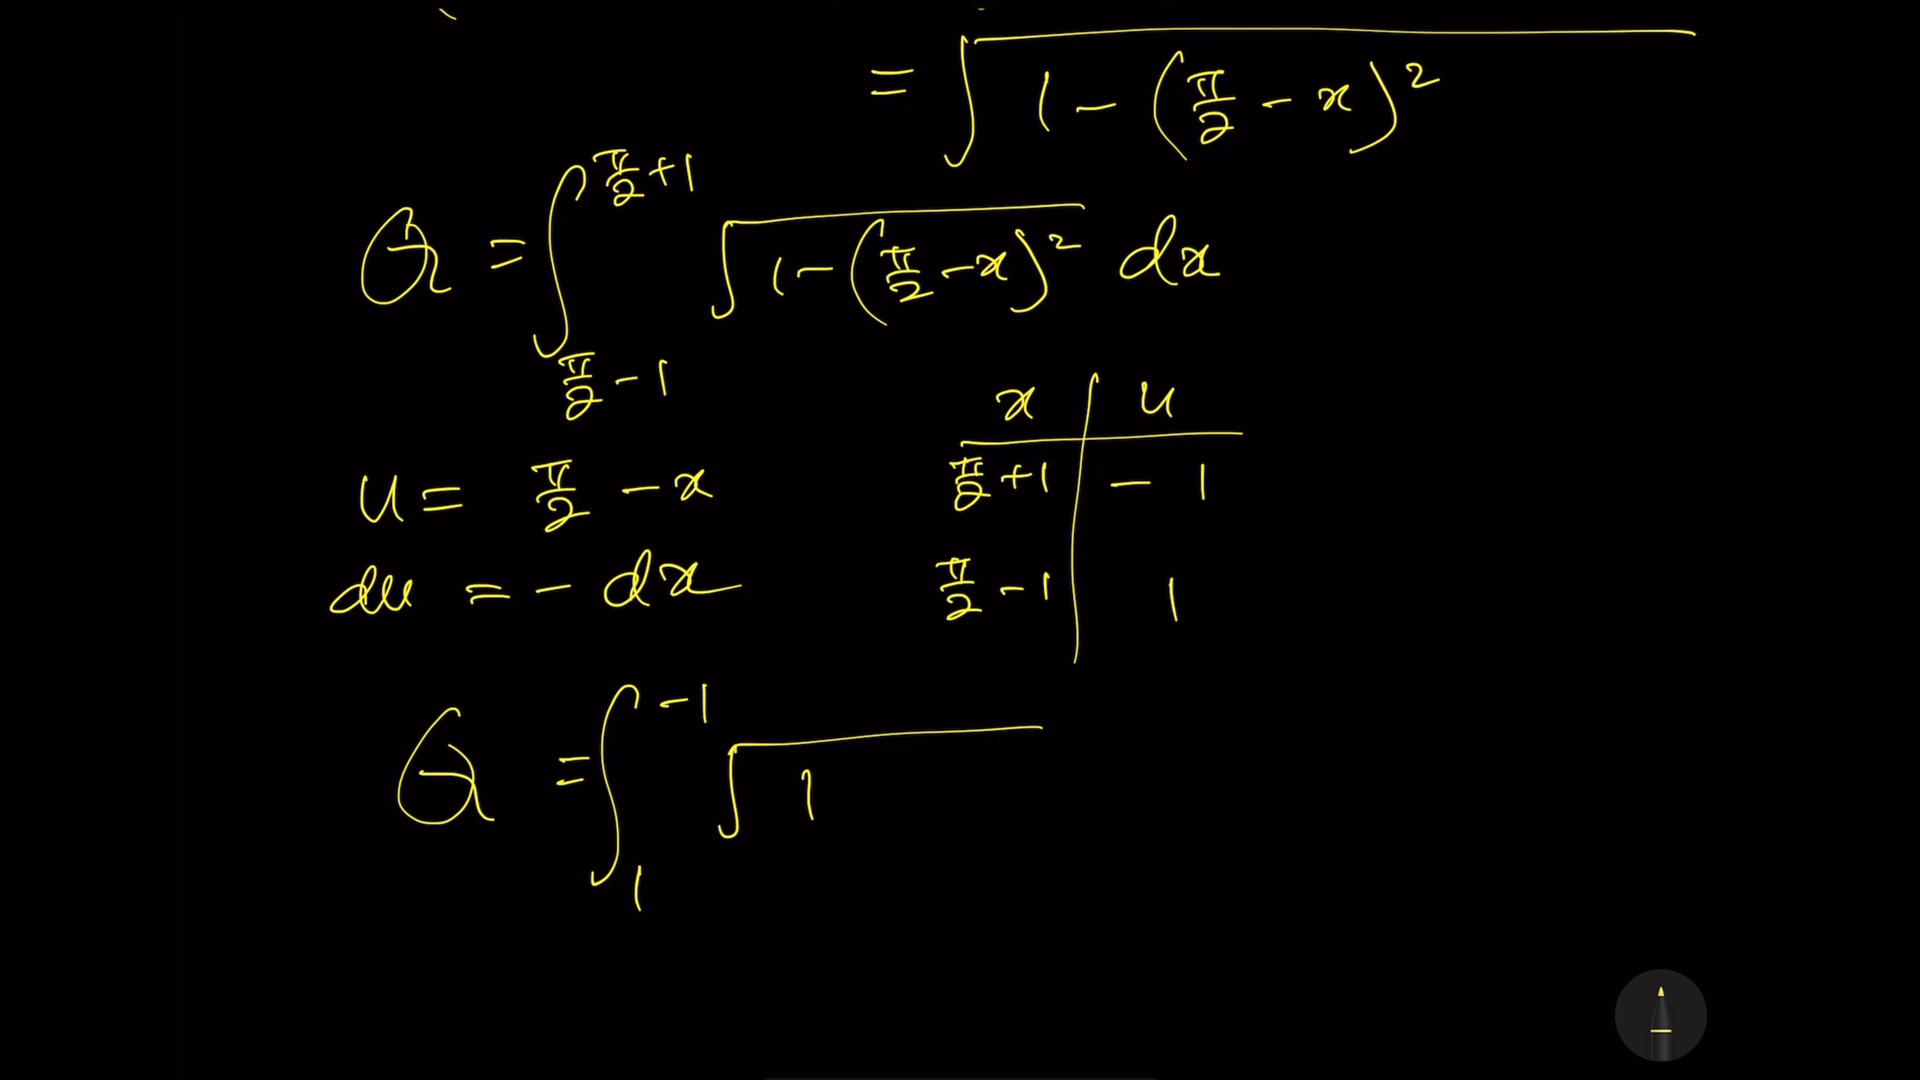 = √(1 - (π/2 - x)²)
Q = ∫_{π/2 - 1}^{π/2 + 1} √(1 - (π/2 - x)²) dx
x | u
u = π/2 - x
π/2 + 1 | - 1
du = - dx
π/2 - 1 | 1
Q = ∫_{1}^{-1} √(1